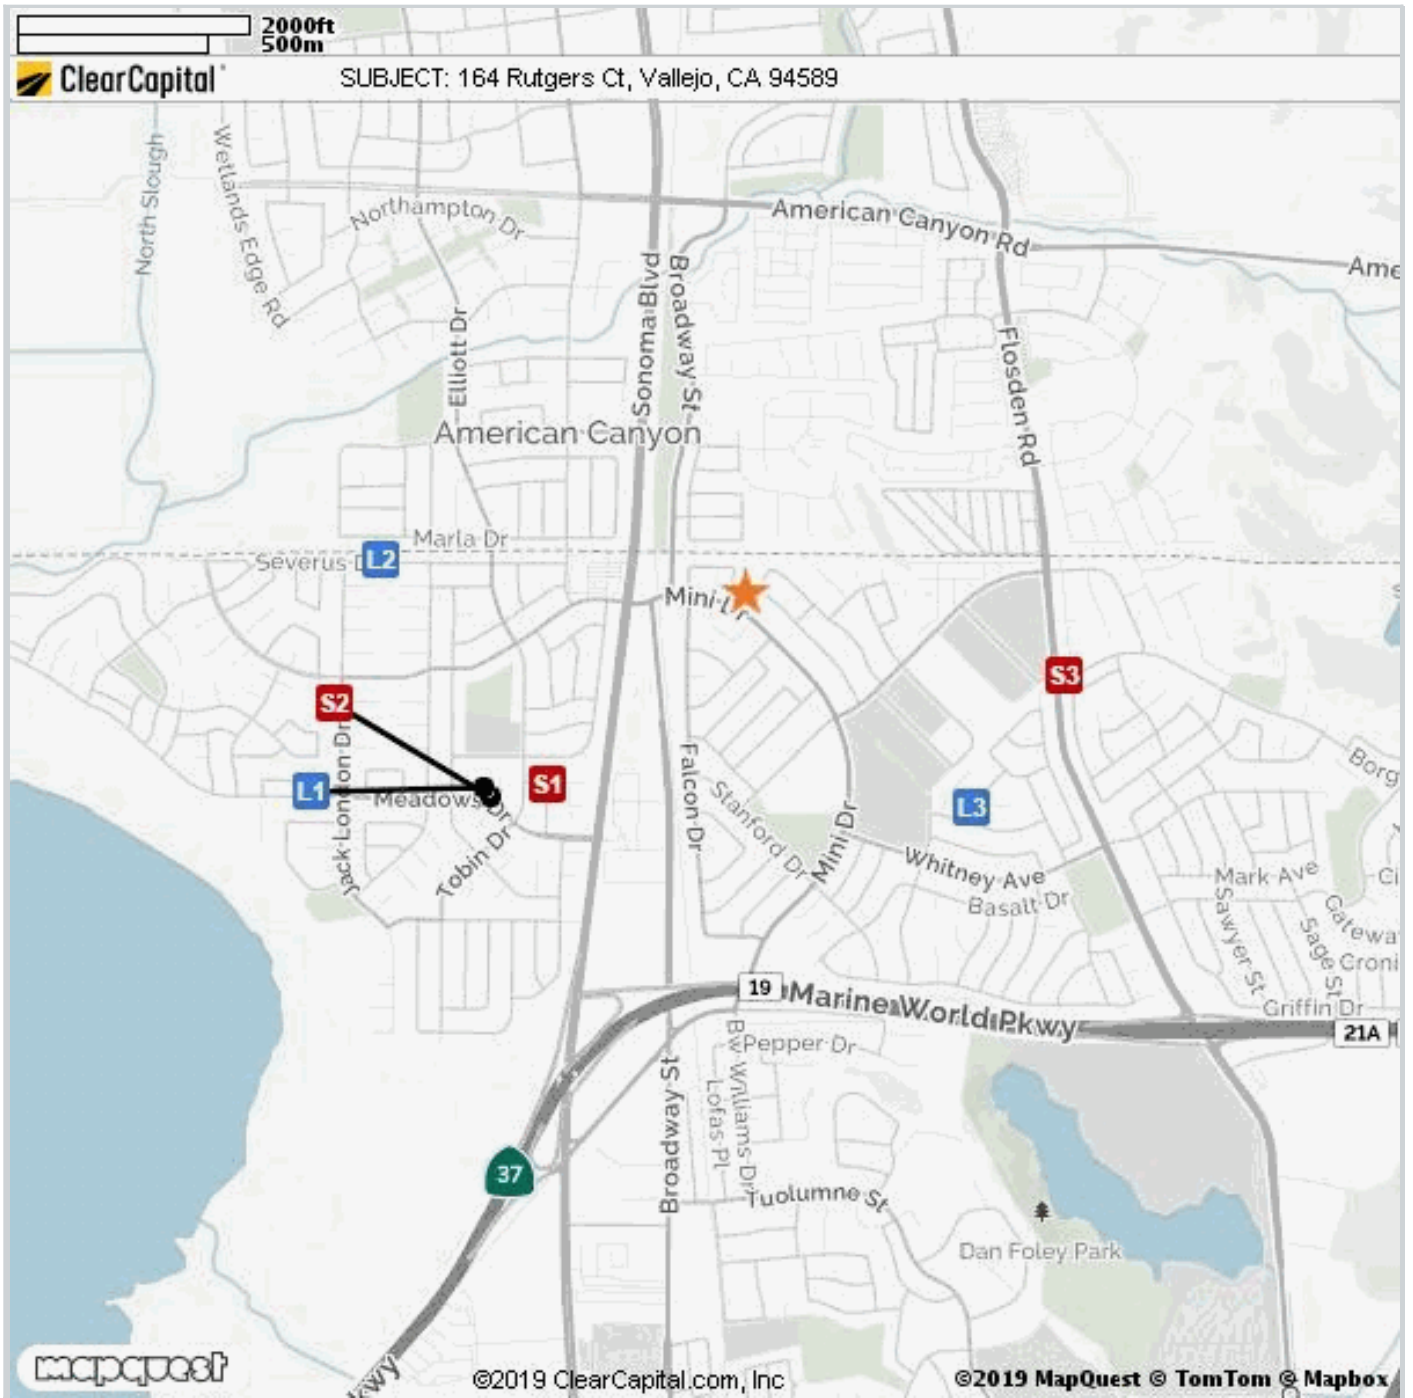 2000ft
500m
ClearCapital
SUBJECT: 164 Rutgers Ct, Vallejo, CA 94589
North Slough
Wetlands Edge Rd
Northampton Dr
American Canyon Rd
Ame
Sonoma Blvd
Broadway St
Elliott Dr
Flosden Rd
American Canyon
Marla Dr
Severus
L2
Mini
S3
S2
S1
L1
Meadows Dr
Jack London Dr
Tobin Dr
Falcon Dr
Stanford Dr
Mini Dr
L3
Borg
Whitney Ave
Basalt Dr
Mark Ave
Ci
Sawyer St
Sage St
Gateway
Croni
Griffin Dr
19
Marine World Pkwy
21A
Pepper Dr
Bw Williams Dr
Lofas Pl
Broadway St
37
Tuolumne St
Dan Foley Park
mapquest
kwy
©2019 ClearCapital.com, Inc
©2019 MapQuest © TomTom © Mapbox